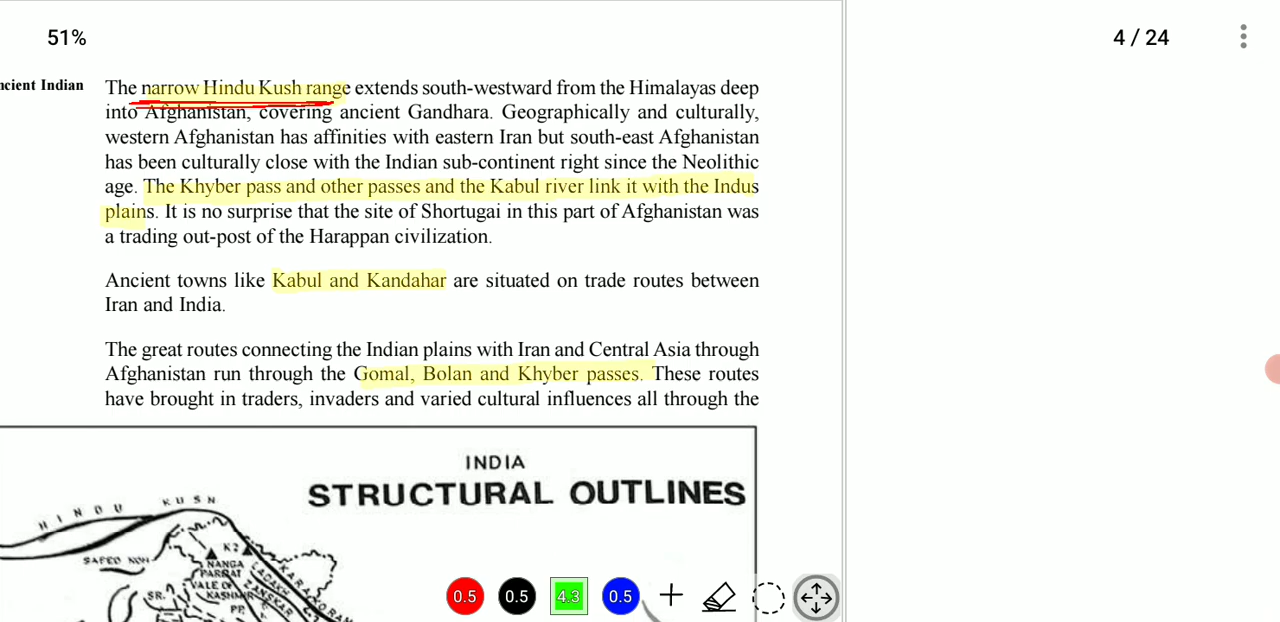 51%
4 / 24
ncient Indian
The narrow Hindu Kush range extends south-westward from the Himalayas deep
into Afghanistan, covering ancient Gandhara. Geographically and culturally,
western Afghanistan has affinities with eastern Iran but south-east Afghanistan
has been culturally close with the Indian sub-continent right since the Neolithic
age. The Khyber pass and other passes and the Kabul river link it with the Indus
plains. It is no surprise that the site of Shortugai in this part of Afghanistan was
a trading out-post of the Harappan civilization.
Ancient towns like Kabul and Kandahar are situated on trade routes between
Iran and India.
The great routes connecting the Indian plains with Iran and Central Asia through
Afghanistan run through the Gomal, Bolan and Khyber passes. These routes
have brought in traders, invaders and varied cultural influences all through the
INDIA
STRUCTURAL OUTLINES
HINDU KUSH
K2
SAFED KOH
NANGA
PARBAT
KARAKORAM
LADAKH
VALE OF
ZANSKAR
SR.
KASHMIR
PP.
0.5
0.5
4.3
0.5